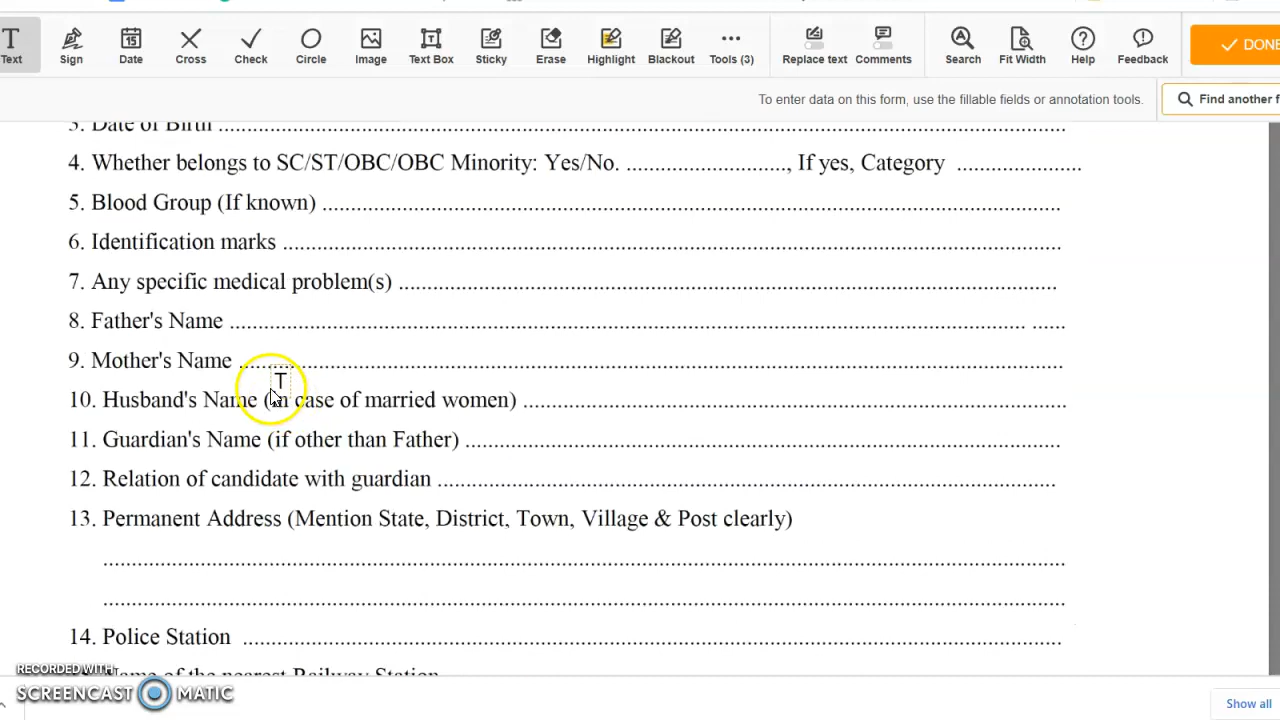 Text Sign Date Cross Check Circle Image Text Box Sticky Erase Highlight Blackout Tools (3) Replace text Comments Search Fit Width Help Feedback DONE
To enter data on this form, use the fillable fields or annotation tools. Find another f
3. Date of Birth ..........................................................................................................
4. Whether belongs to SC/ST/OBC/OBC Minority: Yes/No. ............................, If yes, Category ......................
5. Blood Group (If known) ................................................................................................
6. Identification marks ................................................................................................
7. Any specific medical problem(s) ................................................................................
8. Father's Name ................................................................................................ ......
9. Mother's Name ................................................................................................
10. Husband's Name (in case of married women) ................................................................
11. Guardian's Name (if other than Father) ................................................................
12. Relation of candidate with guardian ................................................................
13. Permanent Address (Mention State, District, Town, Village & Post clearly)
................................................................................................................
................................................................................................................
14. Police Station ................................................................................................
Name of the nearest Railway Station
RECORDED WITH
SCREENCAST MATIC
Show all